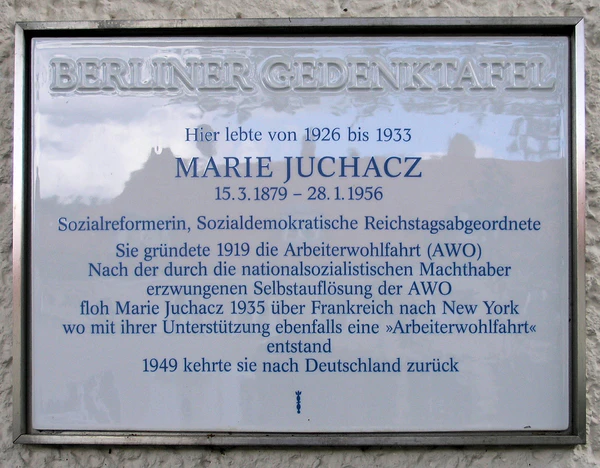 BERLINER GEDENKTAFEL
Hier lebte von 1926 bis 1933
MARIE JUCHACZ
15.3.1879 – 28.1.1956
Sozialreformerin, Sozialdemokratische Reichstagsabgeordnete
Sie gründete 1919 die Arbeiterwohlfahrt (AWO)
Nach der durch die nationalsozialistischen Machthaber
erzwungenen Selbstauflösung der AWO
floh Marie Juchacz 1935 über Frankreich nach New York
wo mit ihrer Unterstützung ebenfalls eine »Arbeiterwohlfahrt«
entstand
1949 kehrte sie nach Deutschland zurück